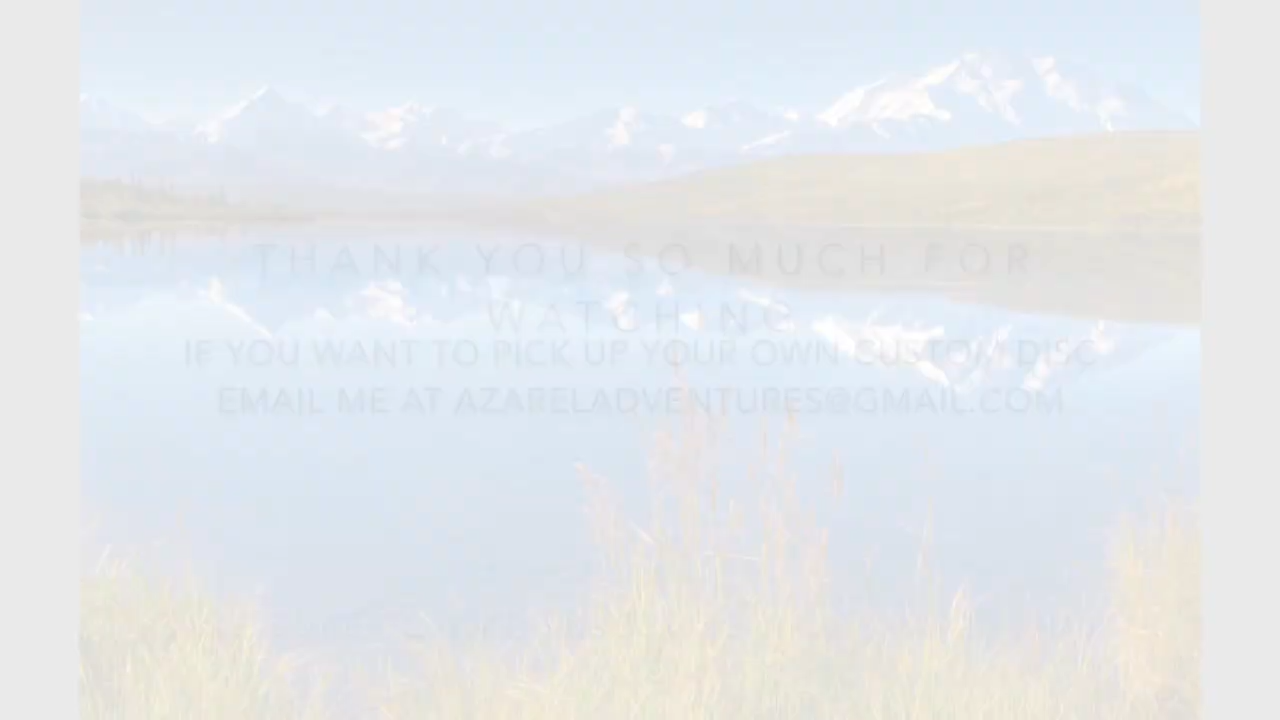 THANK YOU SO MUCH FOR
WATCHING
IF YOU WANT TO PICK UP YOUR OWN CUSTOM DISC
EMAIL ME AT AZARELADVENTURES@GMAIL.COM